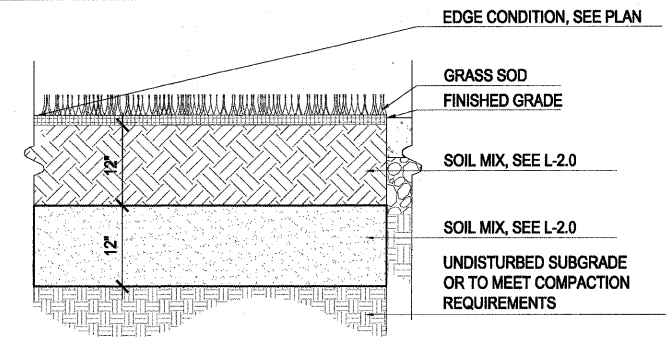 EDGE CONDITION, SEE PLAN
GRASS SOD
FINISHED GRADE
12"
SOIL MIX, SEE L-2.0
12"
SOIL MIX, SEE L-2.0
UNDISTURBED SUBGRADE
OR TO MEET COMPACTION
REQUIREMENTS